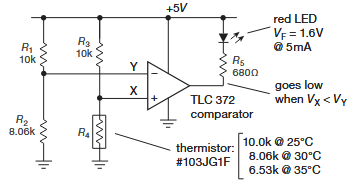 +5V
red LED
V_F = 1.6V
@ 5mA
R1
10k
R3
10k
R5
680Ω
Y
−
X
+
TLC 372
comparator
goes low
when V_X < V_Y
R2
8.06k
R4
thermistor:
#103JG1F
10.0k @ 25°C
8.06k @ 30°C
6.53k @ 35°C